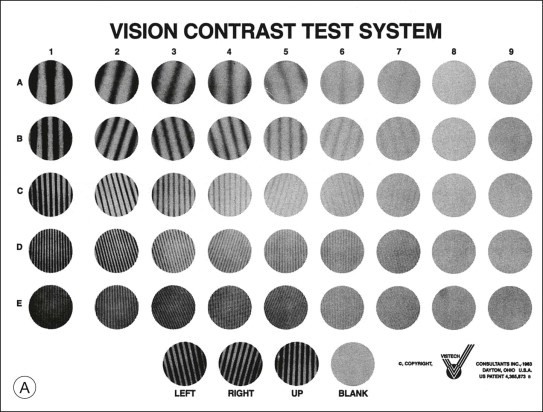 VISION CONTRAST TEST SYSTEM
1 2 3 4 5 6 7 8 9
A
B
C
D
E
LEFT RIGHT UP BLANK
©, COPYRIGHT,
VISTECH
CONSULTANTS INC., 1983
DAYTON, OHIO U.S.A.
US PATENT 4,365,873 s
A